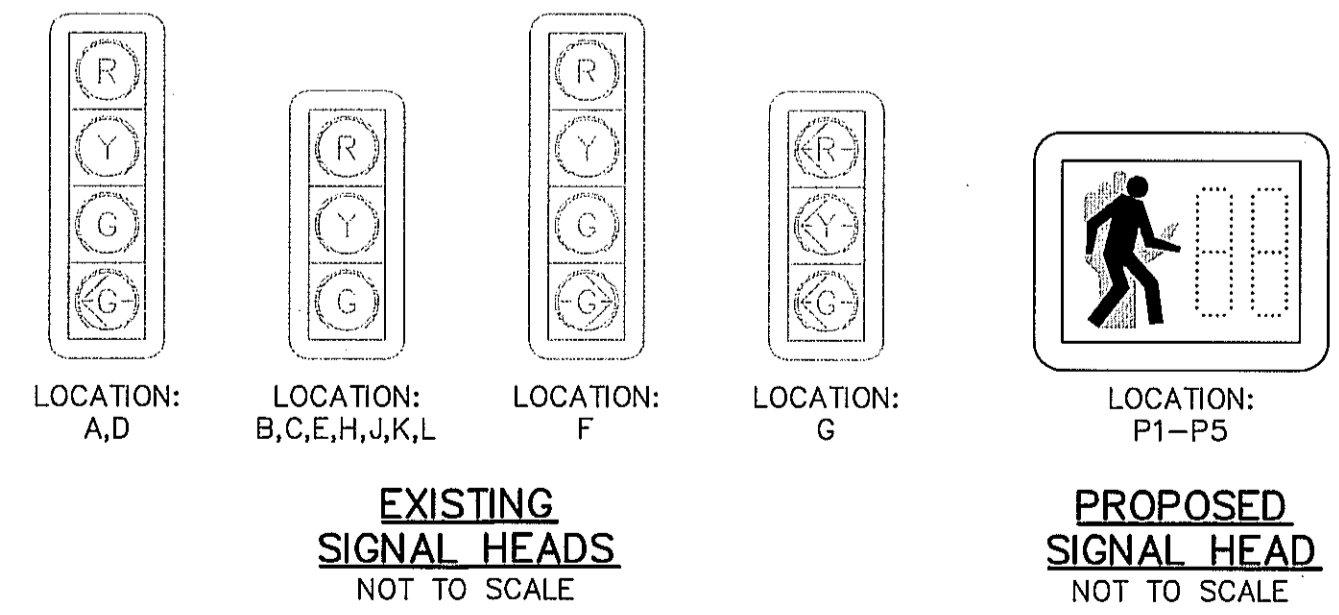 R
Y
G
G
LOCATION:
A,D
R
Y
G
LOCATION:
B,C,E,H,J,K,L
R
Y
G
G
LOCATION:
F
R
Y
G
LOCATION:
G
88
LOCATION:
P1-P5
EXISTING
SIGNAL HEADS
NOT TO SCALE
PROPOSED
SIGNAL HEAD
NOT TO SCALE